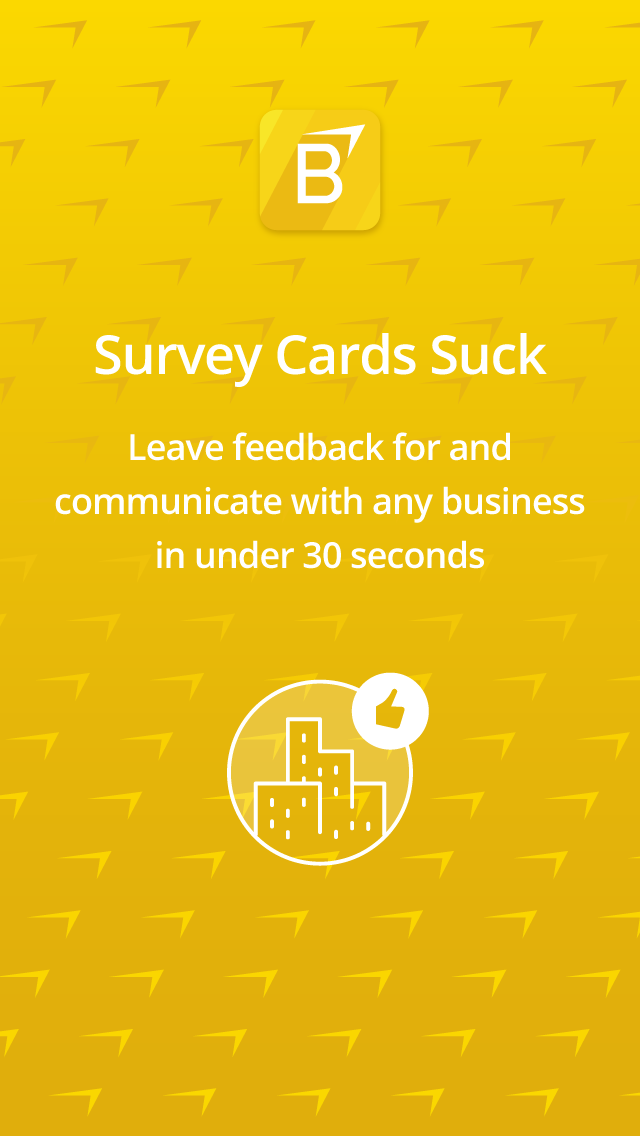 B
Survey Cards Suck
Leave feedback for and
communicate with any business
in under 30 seconds